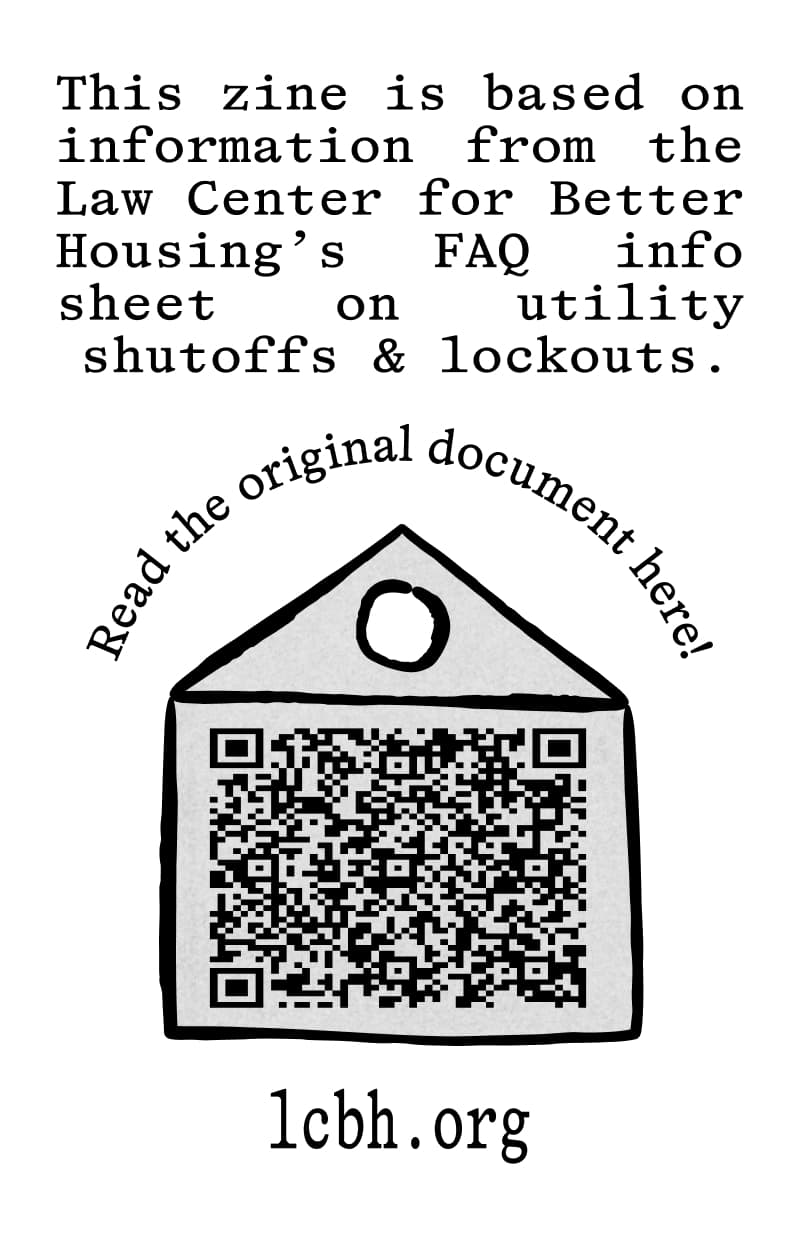 This zine is based on
information from the
Law Center for Better
Housing’s FAQ info
sheet on utility
shutoffs & lockouts.
Read the original document here!
lcbh.org